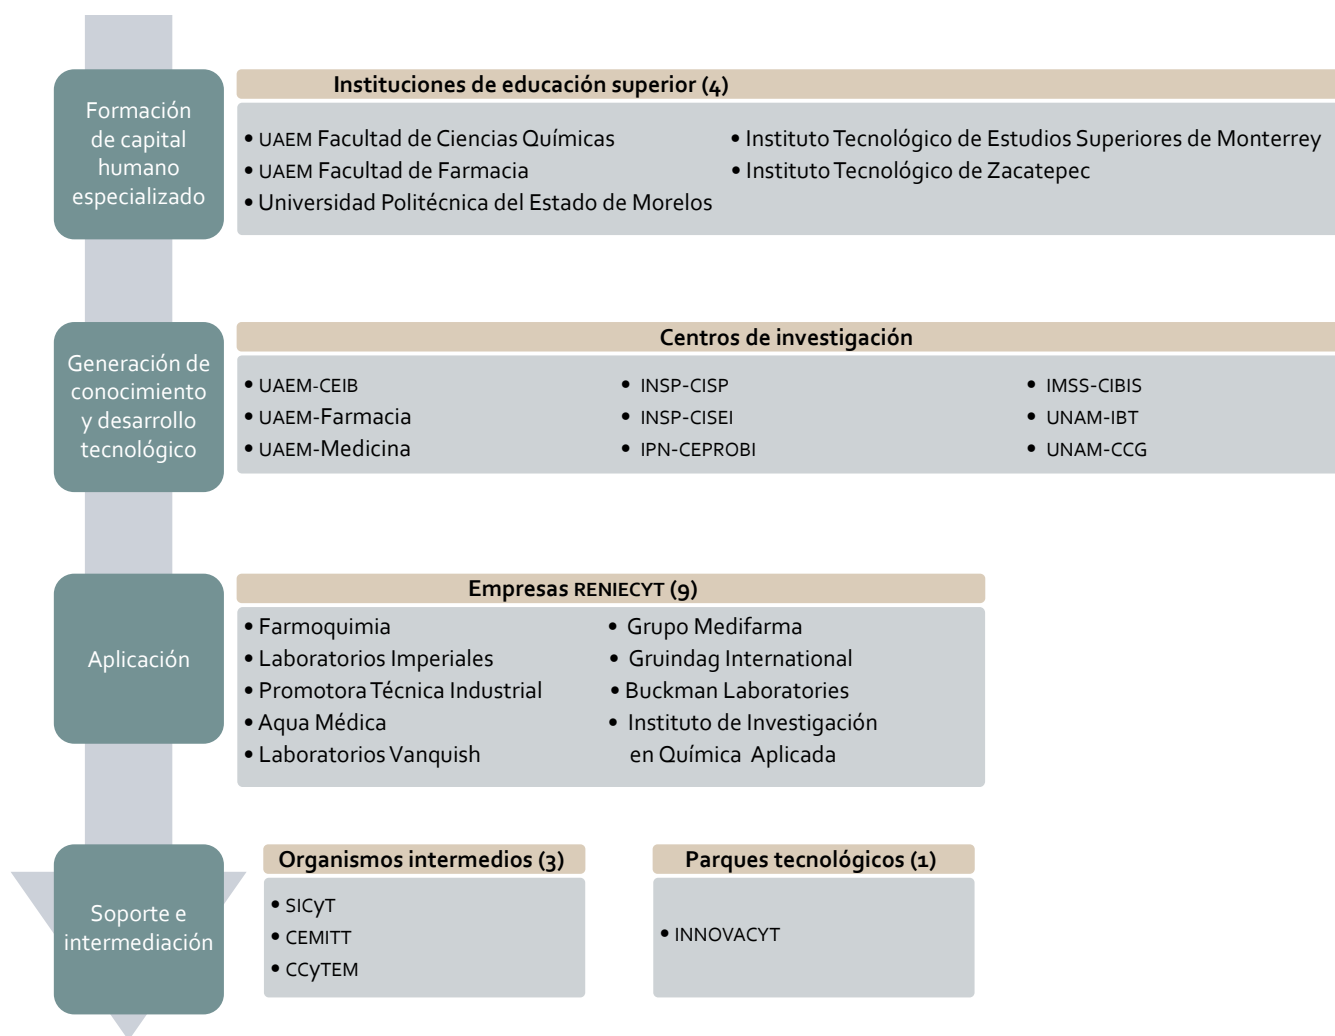 Formación
de capital
humano
especializado
Instituciones de educación superior (4)
• UAEM Facultad de Ciencias Químicas
• UAEM Facultad de Farmacia
• Universidad Politécnica del Estado de Morelos
• Instituto Tecnológico de Estudios Superiores de Monterrey
• Instituto Tecnológico de Zacatepec
Generación de
conocimiento
y desarrollo
tecnológico
Centros de investigación
• UAEM-CEIB
• UAEM-Farmacia
• UAEM-Medicina
• INSP-CISP
• INSP-CISEI
• IPN-CEPROBI
• IMSS-CIBIS
• UNAM-IBT
• UNAM-CCG
Aplicación
Empresas RENIECYT (9)
• Farmoquimia
• Laboratorios Imperiales
• Promotora Técnica Industrial
• Aqua Médica
• Laboratorios Vanquish
• Grupo Medifarma
• Gruindag International
• Buckman Laboratories
• Instituto de Investigación
en Química Aplicada
Soporte e
intermediación
Organismos intermedios (3)
• SICyT
• CEMITT
• CCyTEM
Parques tecnológicos (1)
• INNOVACYT